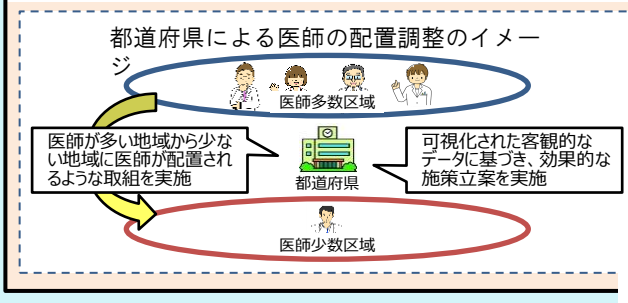 都道府県による医師の配置調整のイメー
ジ
医師多数区域
医師が多い地域から少な
い地域に医師が配置され
るような取組を実施
都道府県
可視化された客観的な
データに基づき、効果的な
施策立案を実施
医師少数区域